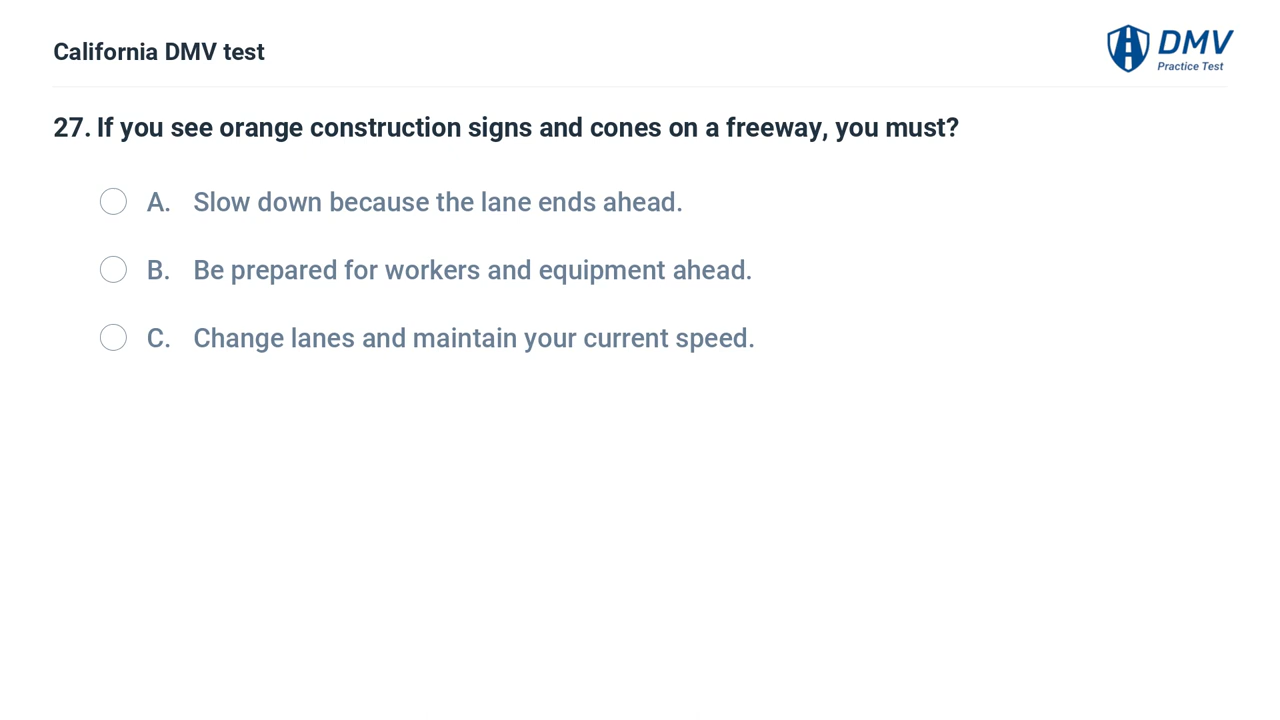 California DMV test
DMV
Practice Test
27. If you see orange construction signs and cones on a freeway, you must?
A. Slow down because the lane ends ahead.
B. Be prepared for workers and equipment ahead.
C. Change lanes and maintain your current speed.